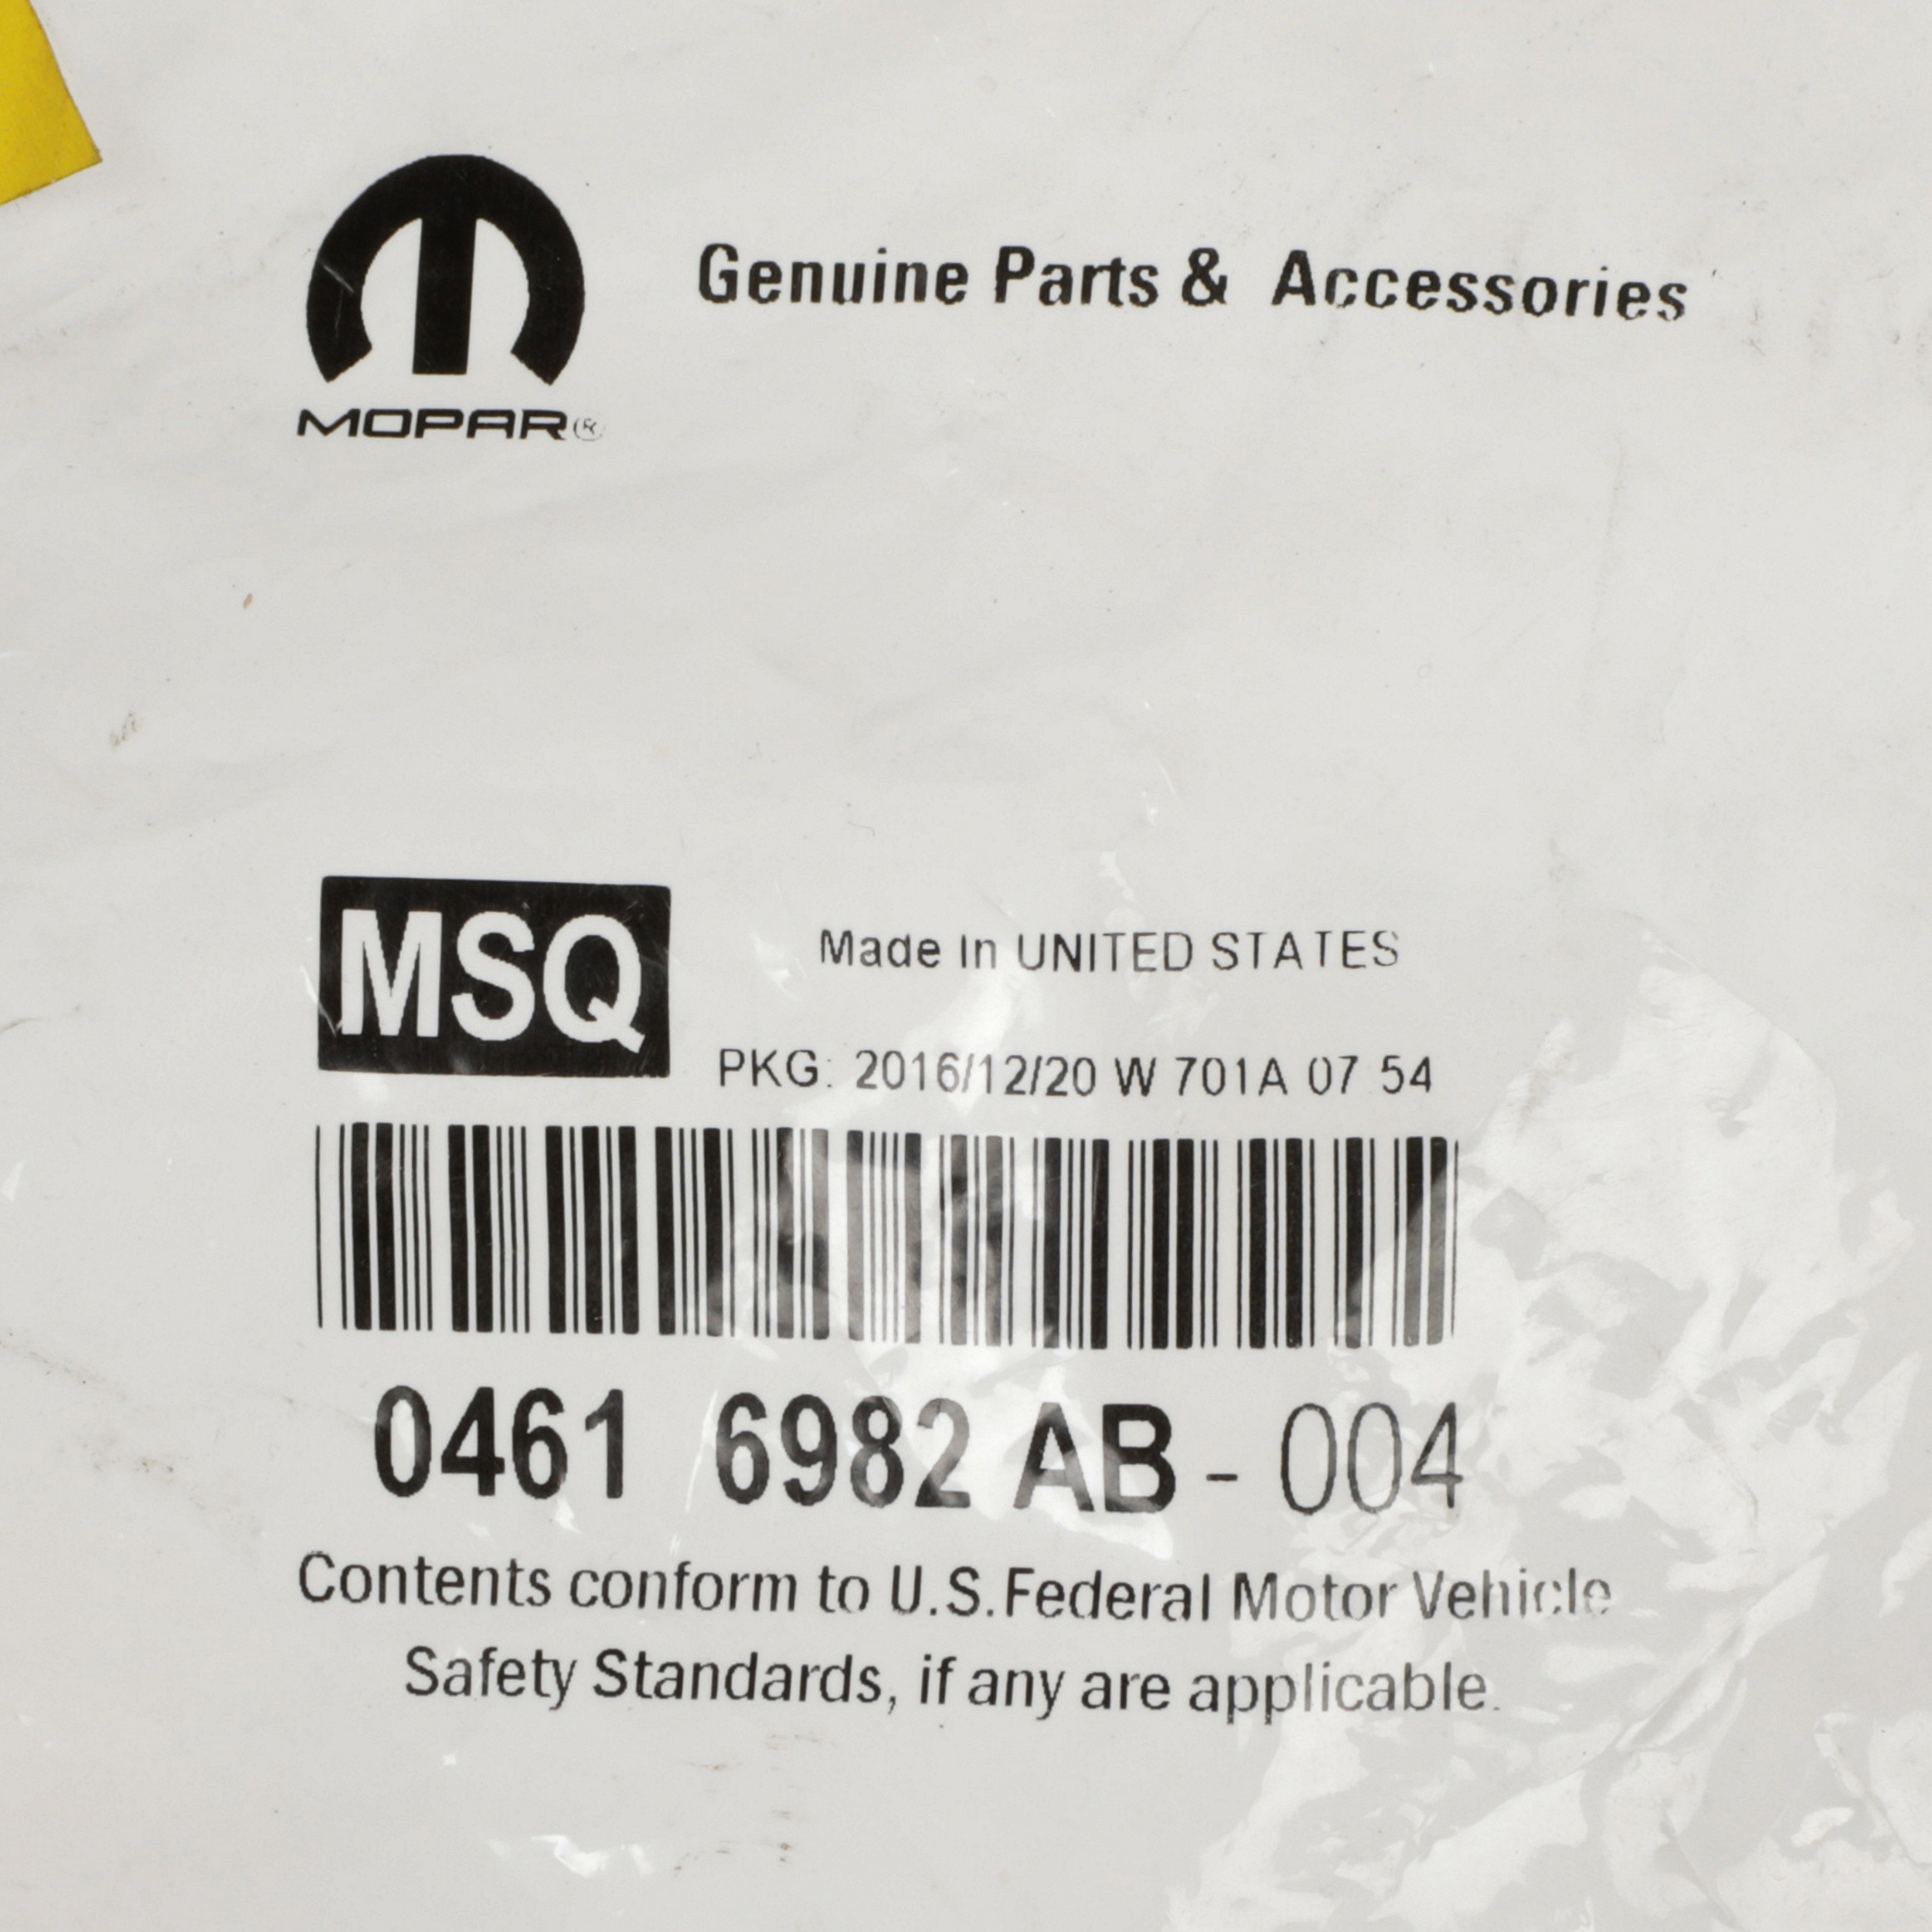 Genuine Parts & Accessories
MOPAR®
MSQ
Made In UNITED STATES
PKG: 2016/12/20 W 701A 07 54
0461 6982 AB - 004
Contents conform to U.S. Federal Motor Vehicle
Safety Standards, if any are applicable.